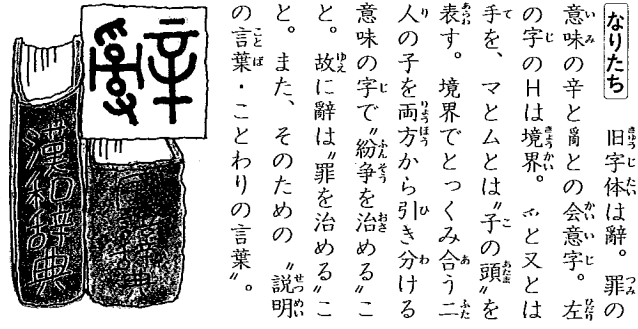 なりたち
旧字体は辭。罪の
意味の辛と𤔔との会意字。左
の字のHは境界。爫と又とは
手を、マとムとは〝子の頭〟を
表す。境界でとっくみ合う二
人の子を両方から引き分ける
意味の字で〝紛争を治める〟こ
と。故に辭は〝罪を治める〟こ
と。また、そのための〝説明
の言葉・ことわりの言葉〟。
漢和辞典
辞典